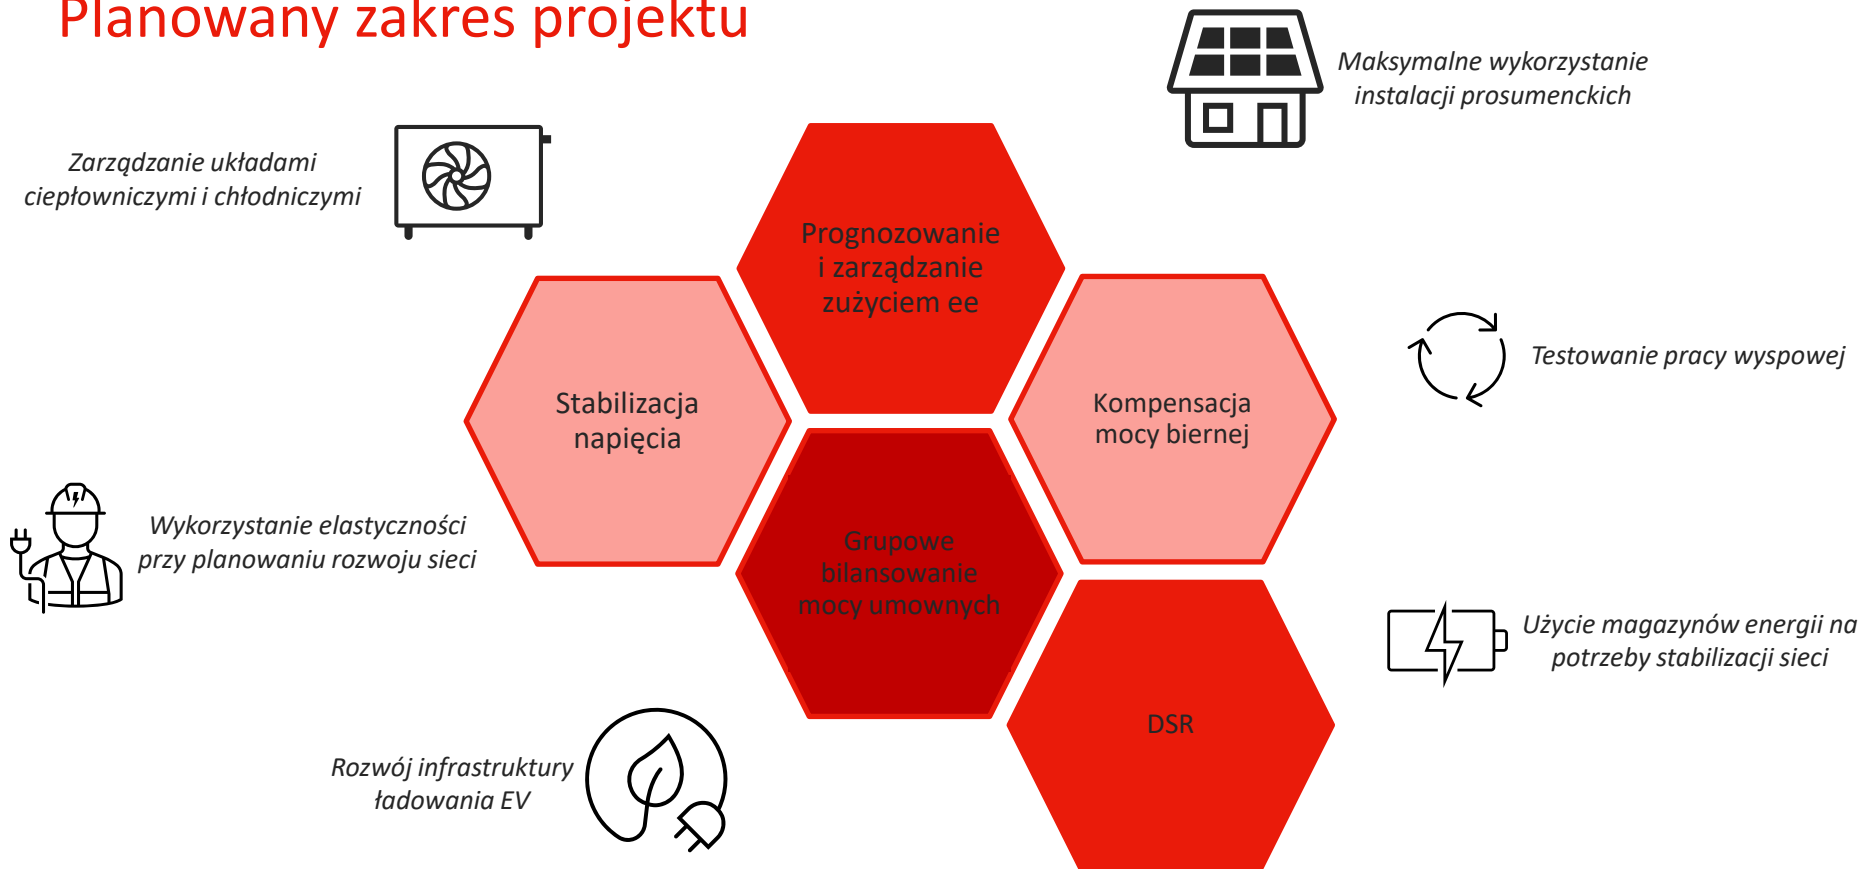 Planowany zakres projektu
Maksymalne wykorzystanie
instalacji prosumenckich
Zarządzanie układami
ciepłowniczymi i chłodniczymi
Prognozowanie
i zarządzanie
zużyciem ee
Stabilizacja
napięcia
Kompensacja
mocy biernej
Testowanie pracy wyspowej
Wykorzystanie elastyczności
przy planowaniu rozwoju sieci
Grupowe
bilansowanie
mocy umownych
Użycie magazynów energii na
potrzeby stabilizacji sieci
DSR
Rozwój infrastruktury
ładowania EV